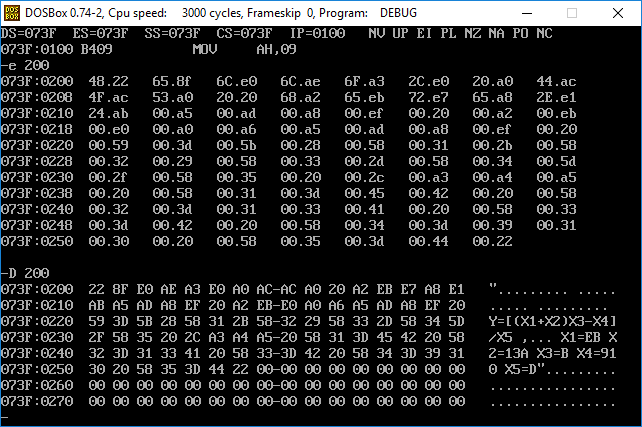 DOSBox 0.74-2, Cpu speed: 3000 cycles, Frameskip 0, Program: DEBUG
DS=073F ES=073F SS=073F CS=073F IP=0100 NV UP EI PL NZ NA PO NC
073F:0100 B409 MOV AH,09
-e 200
073F:0200 48.22 65.8f 6C.e0 6C.ae 6F.a3 2C.e0 20.a0 44.ac
073F:0208 4F.ac 53.a0 20.20 68.a2 65.eb 72.e7 65.a8 2E.e1
073F:0210 24.ab 00.a5 00.ad 00.a8 00.ef 00.20 00.a2 00.eb
073F:0218 00.e0 00.a0 00.a6 00.a5 00.ad 00.a8 00.ef 00.20
073F:0220 00.59 00.3d 00.5b 00.28 00.58 00.31 00.2b 00.58
073F:0228 00.32 00.29 00.58 00.33 00.2d 00.58 00.34 00.5d
073F:0230 00.2f 00.58 00.35 00.20 00.2c 00.a3 00.a4 00.a5
073F:0238 00.20 00.58 00.31 00.3d 00.45 00.42 00.20 00.58
073F:0240 00.32 00.3d 00.31 00.33 00.41 00.20 00.58 00.33
073F:0248 00.3d 00.42 00.20 00.58 00.34 00.3d 00.39 00.31
073F:0250 00.30 00.20 00.58 00.35 00.3d 00.44 00.22
-D 200
073F:0200 22 8F E0 AE A3 E0 A0 AC-AC A0 20 A2 EB E7 A8 E1 "......... .....
073F:0210 AB A5 AD A8 EF 20 A2 EB-E0 A0 A6 A5 AD A8 EF 20 ..... .........
073F:0220 59 3D 5B 28 58 31 2B 58-32 29 58 33 2D 58 34 5D Y=[(X1+X2)X3-X4]
073F:0230 2F 58 35 20 2C A3 A4 A5-20 58 31 3D 45 42 20 58 /X5 ,... X1=EB X
073F:0240 32 3D 31 33 41 20 58 33-3D 42 20 58 34 3D 39 31 2=13A X3=B X4=91
073F:0250 30 20 58 35 3D 44 22 00-00 00 00 00 00 00 00 00 0 X5=D".........
073F:0260 00 00 00 00 00 00 00 00-00 00 00 00 00 00 00 00 ................
073F:0270 00 00 00 00 00 00 00 00-00 00 00 00 00 00 00 00 ................
-